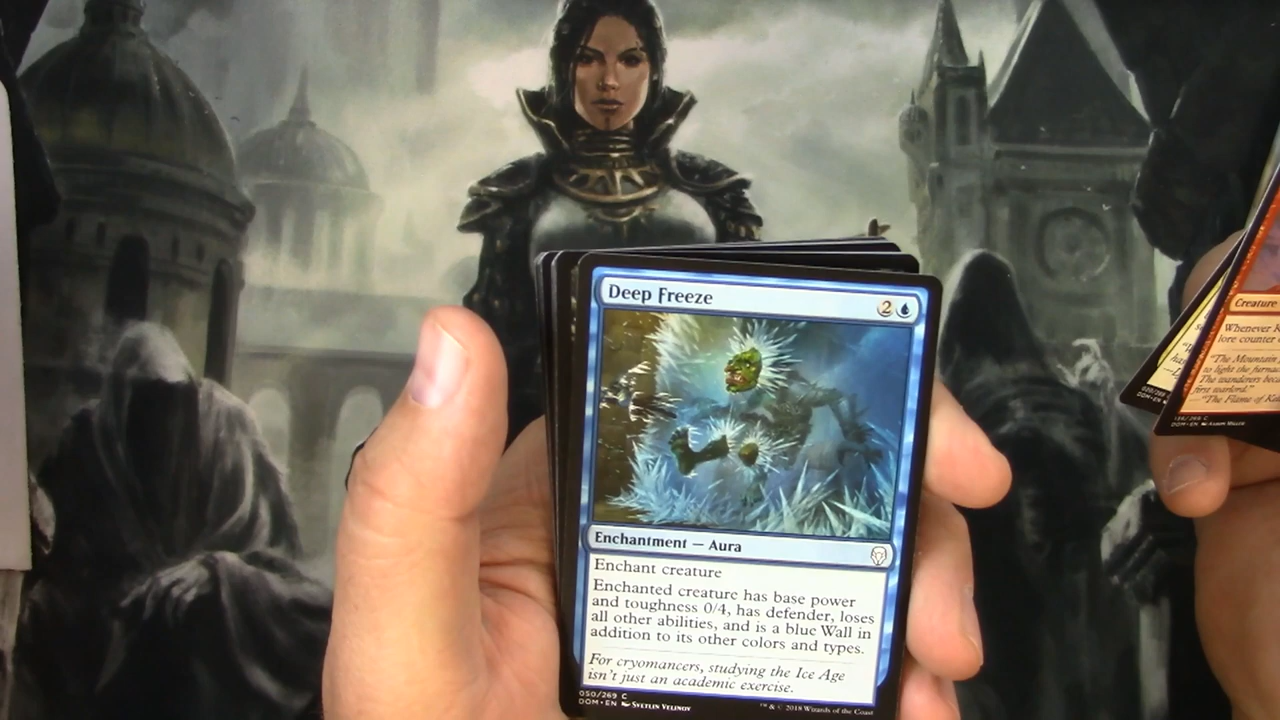 Deep Freeze
2
Enchantment — Aura
Enchant creature
Enchanted creature has base power
and toughness 0/4, has defender, loses
all other abilities, and is a blue Wall in
addition to its other colors and types.
For cryomancers, studying the Ice Age
isn't just an academic exercise.
050/269 C
DOM • EN Svetlin Velinov
™ & © 2018 Wizards of the Coast
Creature
Whenever
lore counter
"The Mountain
to light the furna
The wanderers
first warlord."
"The Flame of
DOM • EN